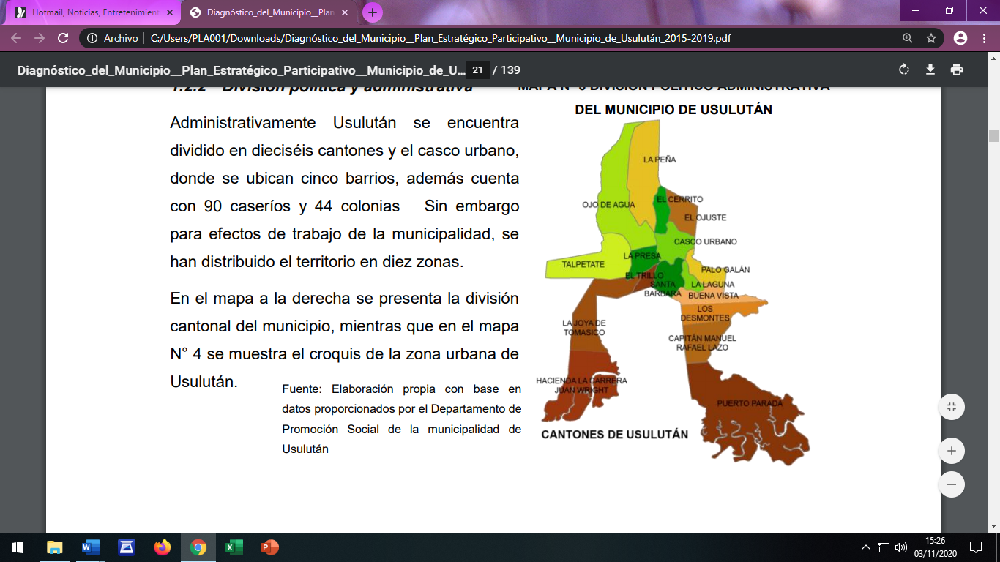 Hotmail, Noticias, Entretenimient
Diagnóstico_del_Municipio__Plan
Archivo
C:/Users/PLA001/Downloads/Diagnóstico_del_Municipio__Plan_Estratégico_Participativo__Municipio_de_Usulután_2015-2019.pdf
Diagnóstico_del_Municipio__Plan_Estratégico_Participativo__Municipio_de_U...
21 / 139
1.2.2 División política y administrativa
Administrativamente Usulután se encuentra
dividido en dieciséis cantones y el casco urbano,
donde se ubican cinco barrios, además cuenta
con 90 caseríos y 44 colonias Sin embargo
para efectos de trabajo de la municipalidad, se
han distribuido el territorio en diez zonas.
En el mapa a la derecha se presenta la división
cantonal del municipio, mientras que en el mapa
N° 4 se muestra el croquis de la zona urbana de
Usulután.
Fuente: Elaboración propia con base en
datos proporcionados por el Departamento de
Promoción Social de la municipalidad de
Usulután
MAPA N° 3 DIVISIÓN POLÍTICO ADMINISTRATIVA
DEL MUNICIPIO DE USULUTÁN
LA PEÑA
EL CERRITO
OJO DE AGUA
EL OJUSTE
CASCO URBANO
LA PRESA
TALPETATE
PALO GALÁN
EL TRILLO
SANTA
BARBARA
LA LAGUNA
BUENA VISTA
LOS
DESMONTES
LA JOYA DE
TOMASICO
CAPITÁN MANUEL
RAFAEL LAZO
HACIENDA LA CARRERA
JUAN WRIGHT
PUERTO PARADA
CANTONES DE USULUTÁN
15:26
03/11/2020